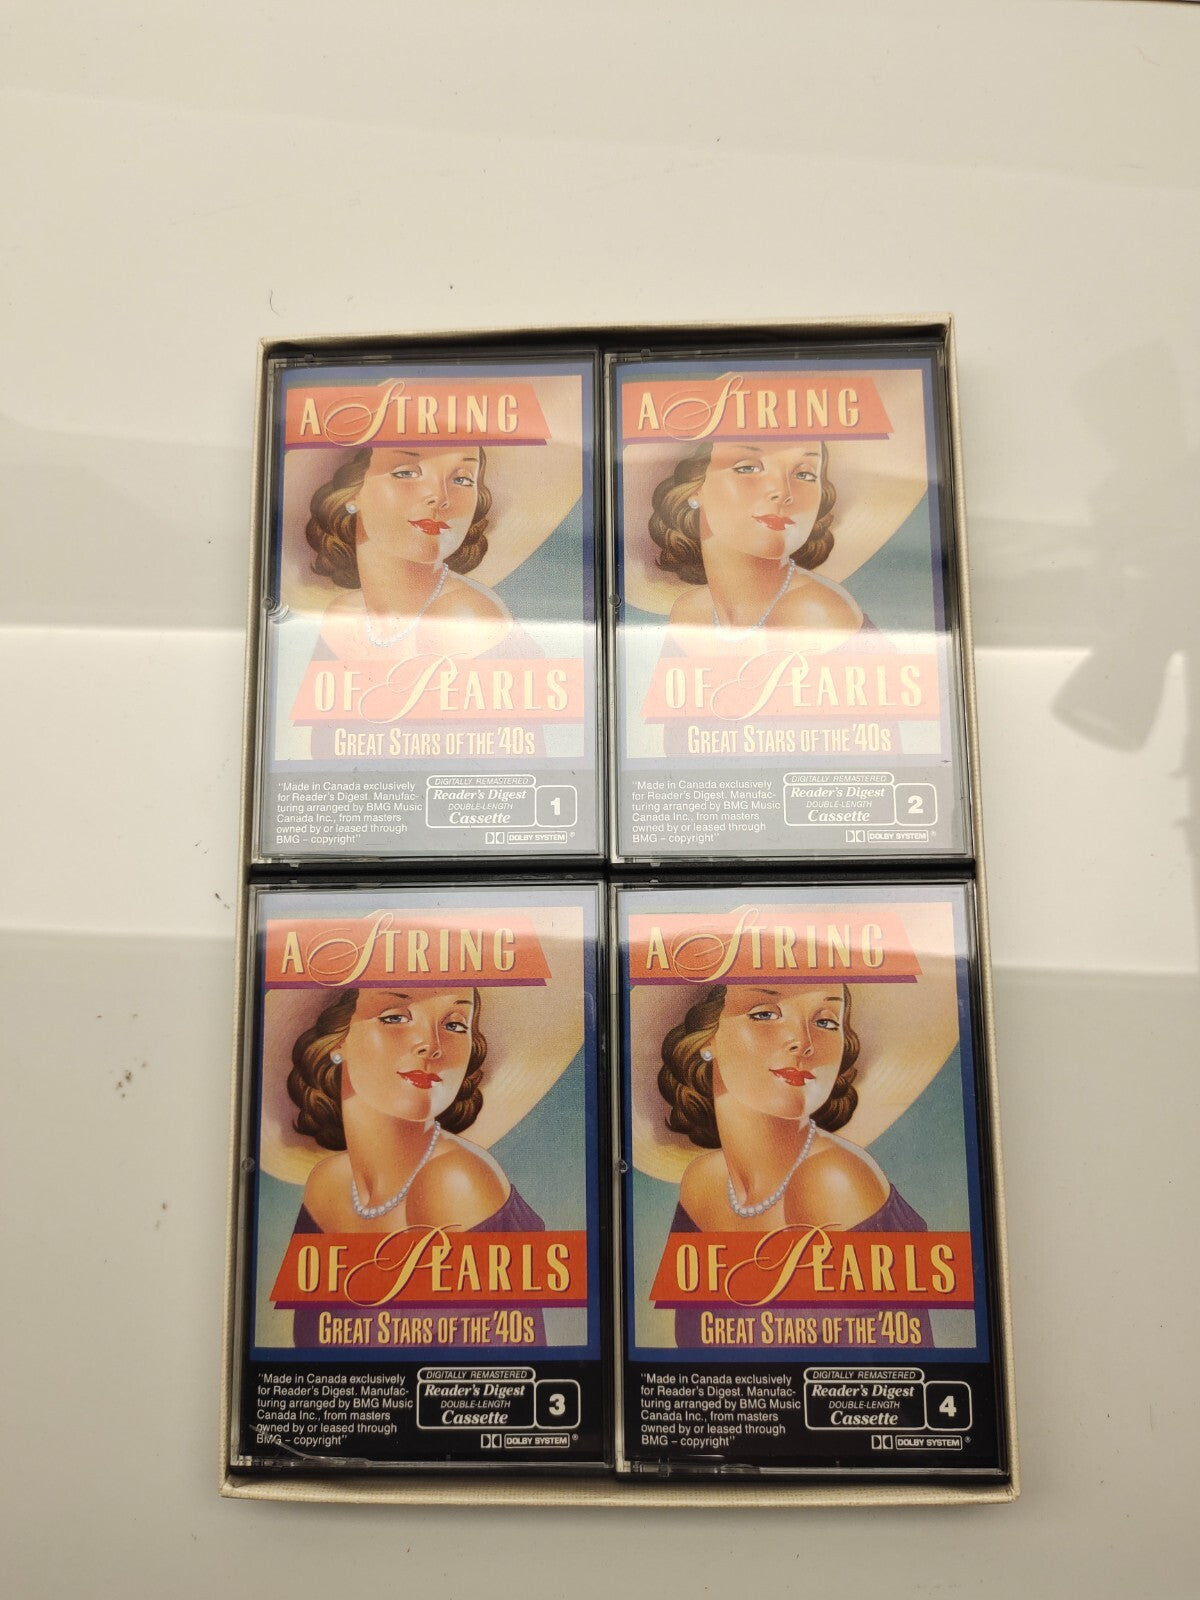 A STRING
OF PEARLS
GREAT STARS OF THE '40s
"Made in Canada exclusively
for Reader's Digest. Manufac-
turing arranged by BMG Music
Canada Inc., from masters
owned by or leased through
BMG – copyright"
DIGITALLY REMASTERED
Reader's Digest
DOUBLE-LENGTH
Cassette
1
DOLBY SYSTEM ®
A STRING
OF PEARLS
GREAT STARS OF THE '40s
"Made in Canada exclusively
for Reader's Digest. Manufac-
turing arranged by BMG Music
Canada Inc., from masters
owned by or leased through
BMG – copyright"
DIGITALLY REMASTERED
Reader's Digest
DOUBLE-LENGTH
Cassette
2
DOLBY SYSTEM ®
A STRING
OF PEARLS
GREAT STARS OF THE '40s
"Made in Canada exclusively
for Reader's Digest. Manufac-
turing arranged by BMG Music
Canada Inc., from masters
owned by or leased through
BMG – copyright"
DIGITALLY REMASTERED
Reader's Digest
DOUBLE-LENGTH
Cassette
3
DOLBY SYSTEM ®
A STRING
OF PEARLS
GREAT STARS OF THE '40s
"Made in Canada exclusively
for Reader's Digest. Manufac-
turing arranged by BMG Music
Canada Inc., from masters
owned by or leased through
BMG – copyright"
DIGITALLY REMASTERED
Reader's Digest
DOUBLE-LENGTH
Cassette
4
DOLBY SYSTEM ®